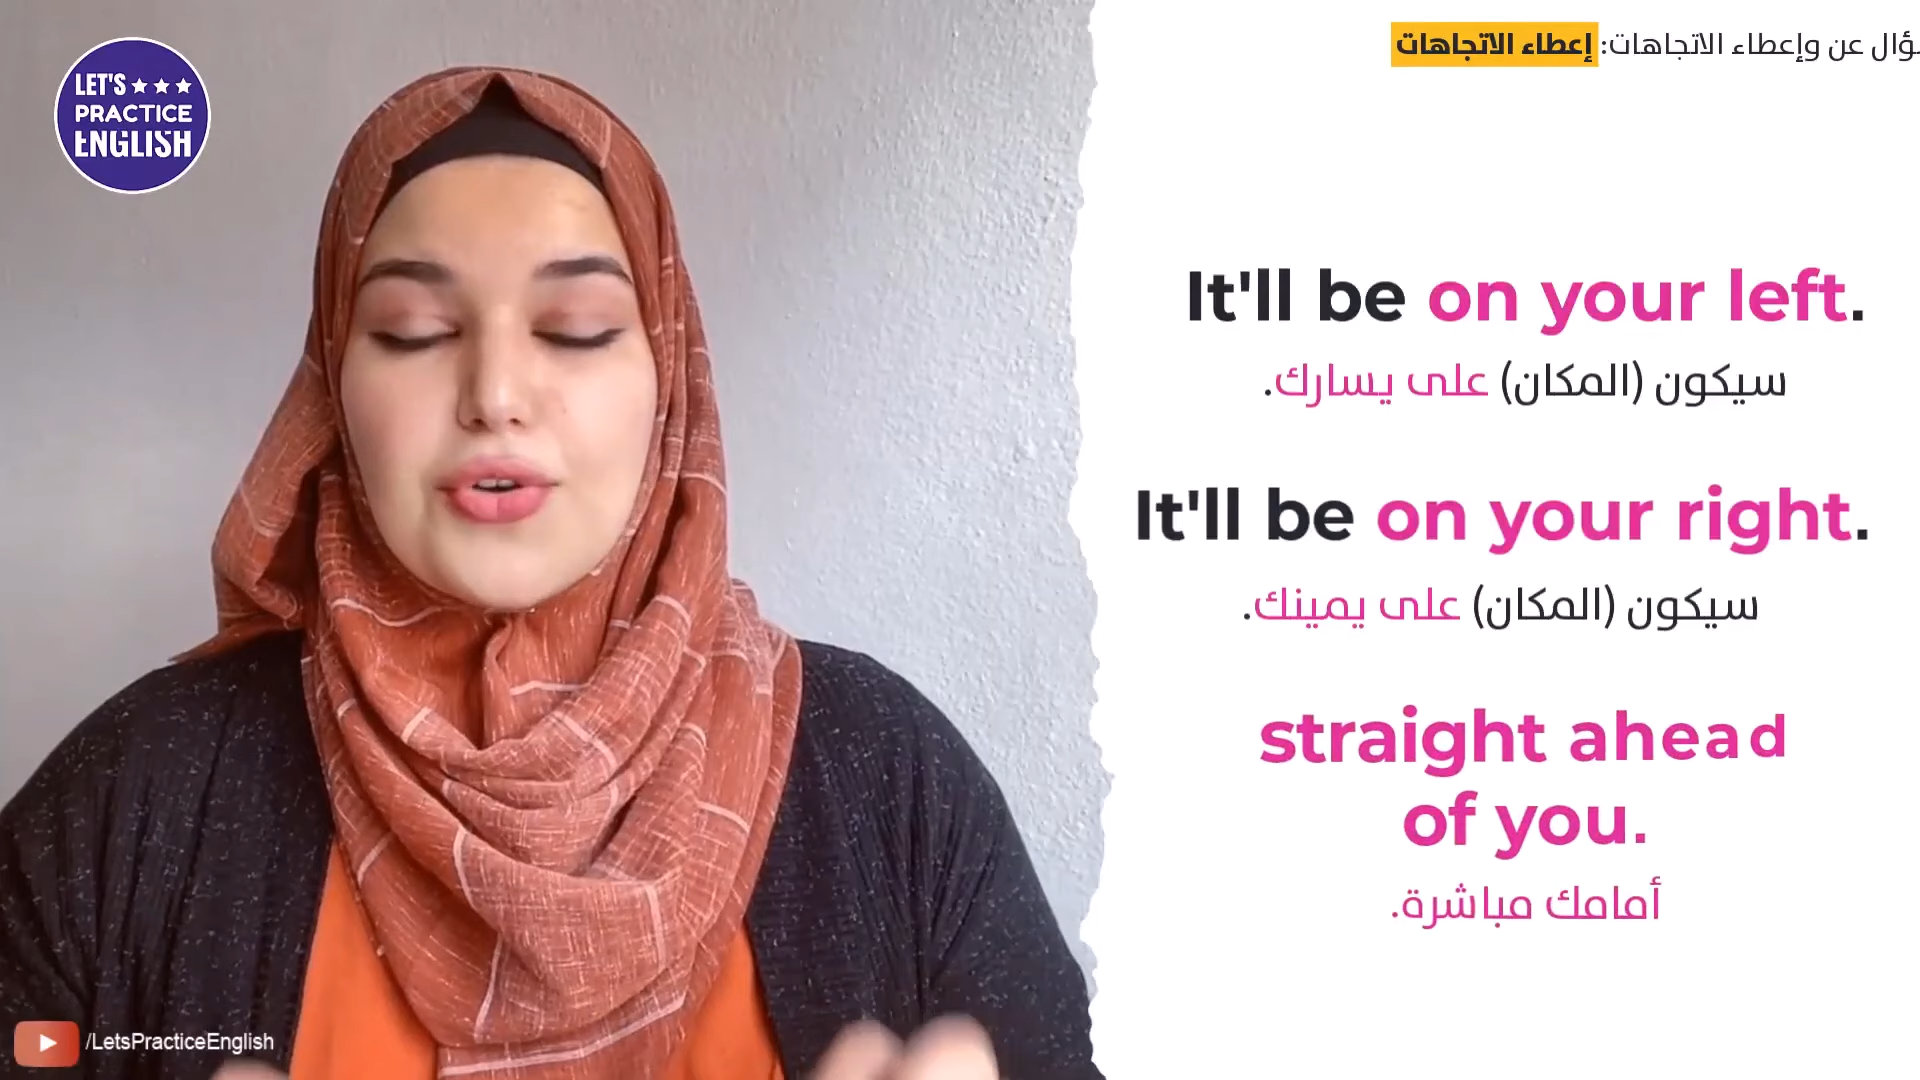 LET'S
PRACTICE
ENGLISH
وإعطاء الاتجاهات: إعطاء الاتجاهات عن
It'll be on your left.
سيكون (المكان) على يسارك.
It'll be on your right.
سيكون (المكان) على يمينك.
straight ahead
of you.
أمامك مباشرة.
/LetsPracticeEnglish